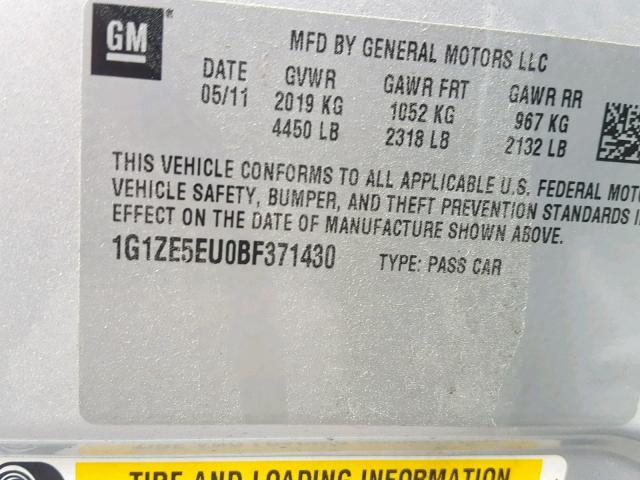 GM
MFD BY GENERAL MOTORS LLC
DATE GVWR GAWR FRT GAWR RR
05/11 2019 KG 1052 KG 967 KG
4450 LB 2318 LB 2132 LB
THIS VEHICLE CONFORMS TO ALL APPLICABLE U.S. FEDERAL MOTO
VEHICLE SAFETY, BUMPER, AND THEFT PREVENTION STANDARDS I
EFFECT ON THE DATE OF MANUFACTURE SHOWN ABOVE.
1G1ZE5EU0BF371430 TYPE: PASS CAR
TIRE AND LOADING INFORMATION